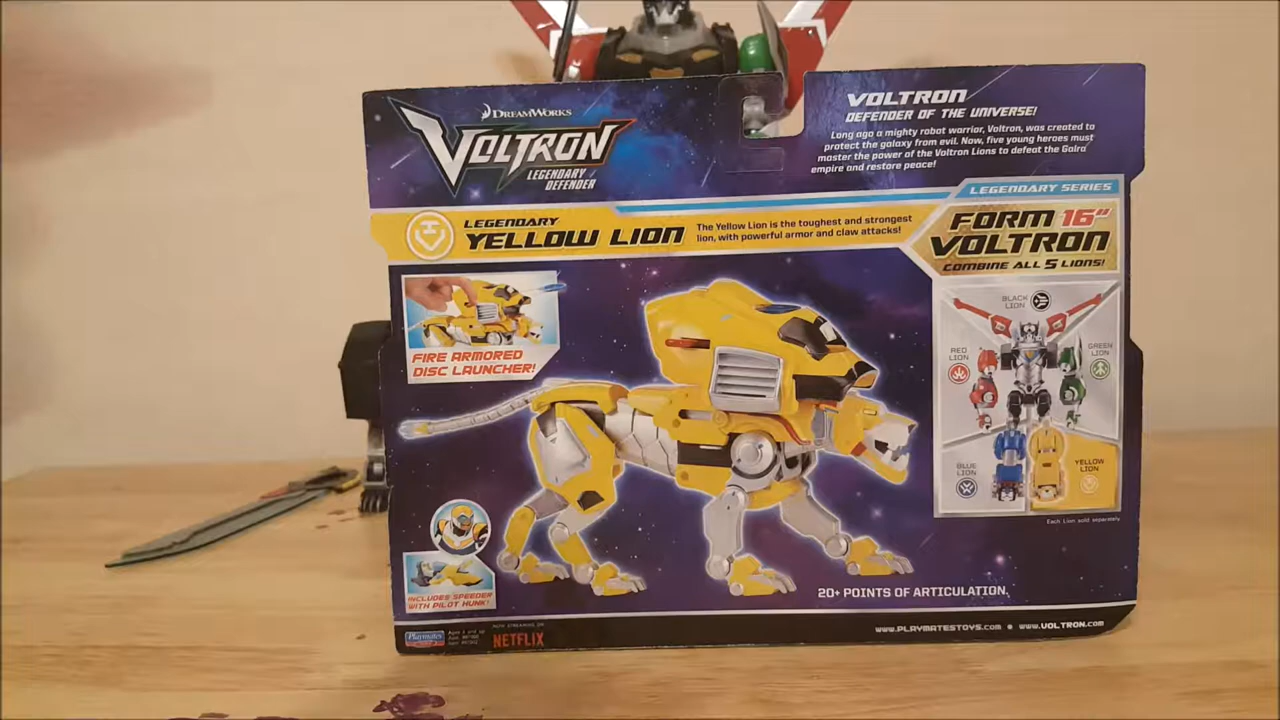 DREAMWORKS
VOLTRON
LEGENDARY
DEFENDER
VOLTRON
DEFENDER OF THE UNIVERSE!
Long ago a mighty robot warrior, Voltron, was created to
protect the galaxy from evil. Now, five young heroes must
master the power of the Voltron Lions to defeat the Galra
empire and restore peace!
LEGENDARY SERIES
LEGENDARY
YELLOW LION
The Yellow Lion is the toughest and strongest
lion, with powerful armor and claw attacks!
FORM 16"
VOLTRON
COMBINE ALL 5 LIONS!
FIRE ARMORED
DISC LAUNCHER!
BLACK
LION
RED
LION
GREEN
LION
BLUE
LION
YELLOW
LION
Each Lion sold separately
INCLUDES SPEEDER
WITH PILOT HUNK!
20+ POINTS OF ARTICULATION.
Playmates
NOW STREAMING ON
NETFLIX
WWW.PLAYMATESTOYS.COM • WWW.VOLTRON.COM